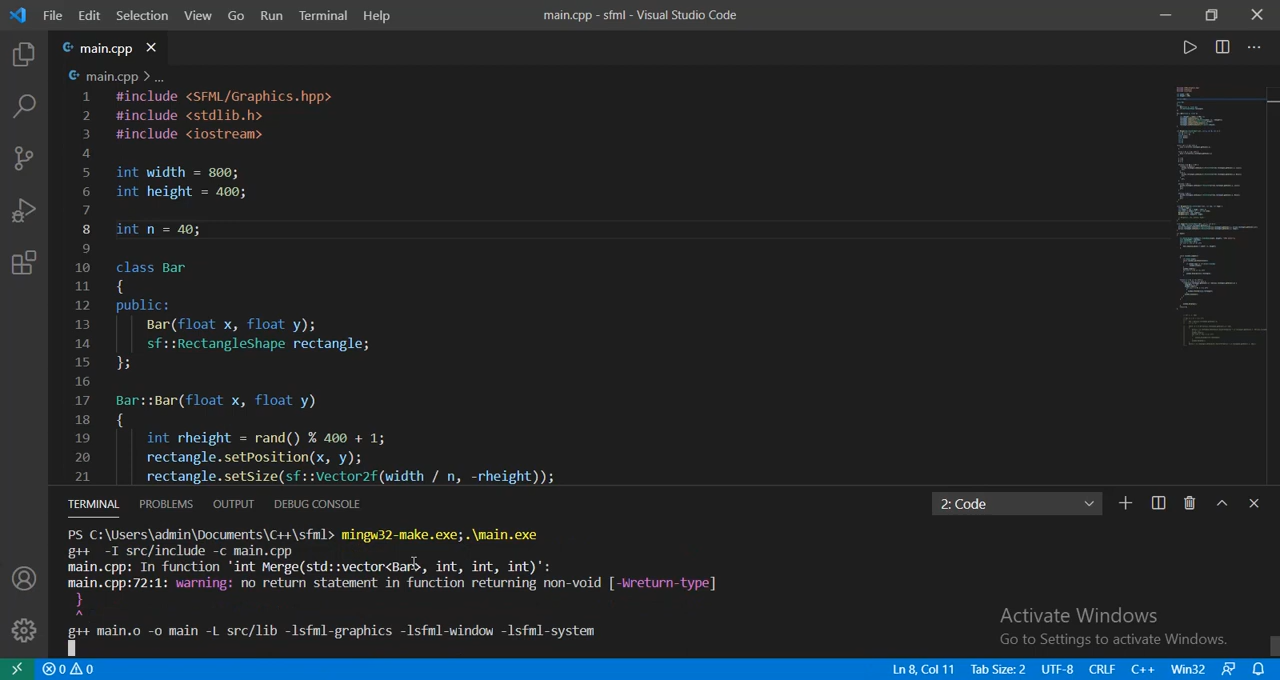 File Edit Selection View Go Run Terminal Help
main.cpp - sfml - Visual Studio Code
main.cpp
main.cpp > ...
1 #include <SFML/Graphics.hpp>
2 #include <stdlib.h>
3 #include <iostream>
4
5 int width = 800;
6 int height = 400;
7
8 int n = 40;
9
10 class Bar
11 {
12 public:
13 Bar(float x, float y);
14 sf::RectangleShape rectangle;
15 };
16
17 Bar::Bar(float x, float y)
18 {
19 int rheight = rand() % 400 + 1;
20 rectangle.setPosition(x, y);
21 rectangle.setSize(sf::Vector2f(width / n, -rheight));
TERMINAL PROBLEMS OUTPUT DEBUG CONSOLE
2: Code
PS C:\Users\admin\Documents\C++\sfml> mingw32-make.exe;.\main.exe
g++ -I src/include -c main.cpp
main.cpp: In function 'int Merge(std::vector<Bar>, int, int, int)':
main.cpp:72:1: warning: no return statement in function returning non-void [-Wreturn-type]
}
^
g++ main.o -o main -L src/lib -lsfml-graphics -lsfml-window -lsfml-system
Activate Windows
Go to Settings to activate Windows.
0 0
Ln 8, Col 11 Tab Size: 2 UTF-8 CRLF C++ Win32